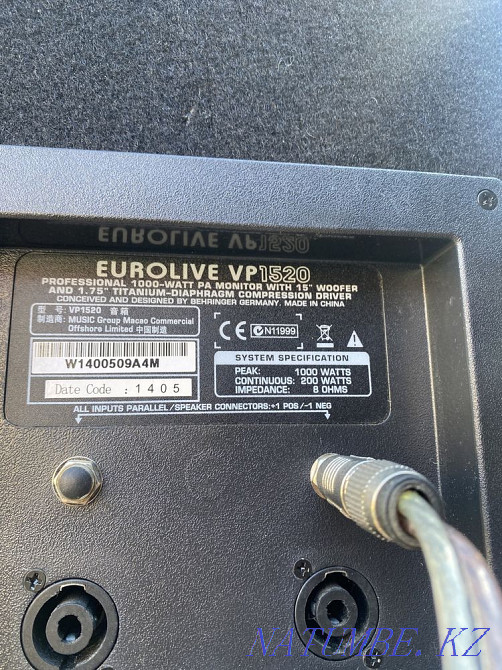 EUROLIVE VP1520
EUROLIVE VP1520
PROFESSIONAL 1000-WATT PA MONITOR WITH 15" WOOFER
AND 1.75" TITANIUM-DIAPHRAGM COMPRESSION DRIVER
CONCEIVED AND DESIGNED BY BEHRINGER GERMANY. MADE IN CHINA
型 号: VP1520 音箱
制造商: MUSIC Group Macao Commercial
Offshore Limited 中国制造
W1400509A4M
Date Code : 1405
CE N11999
SYSTEM SPECIFICATION
PEAK: 1000 WATTS
CONTINUOUS: 200 WATTS
IMPEDANCE: 8 OHMS
ALL INPUTS PARALLEL/SPEAKER CONNECTORS:+1 POS/-1 NEG
NATIMBE.KZ